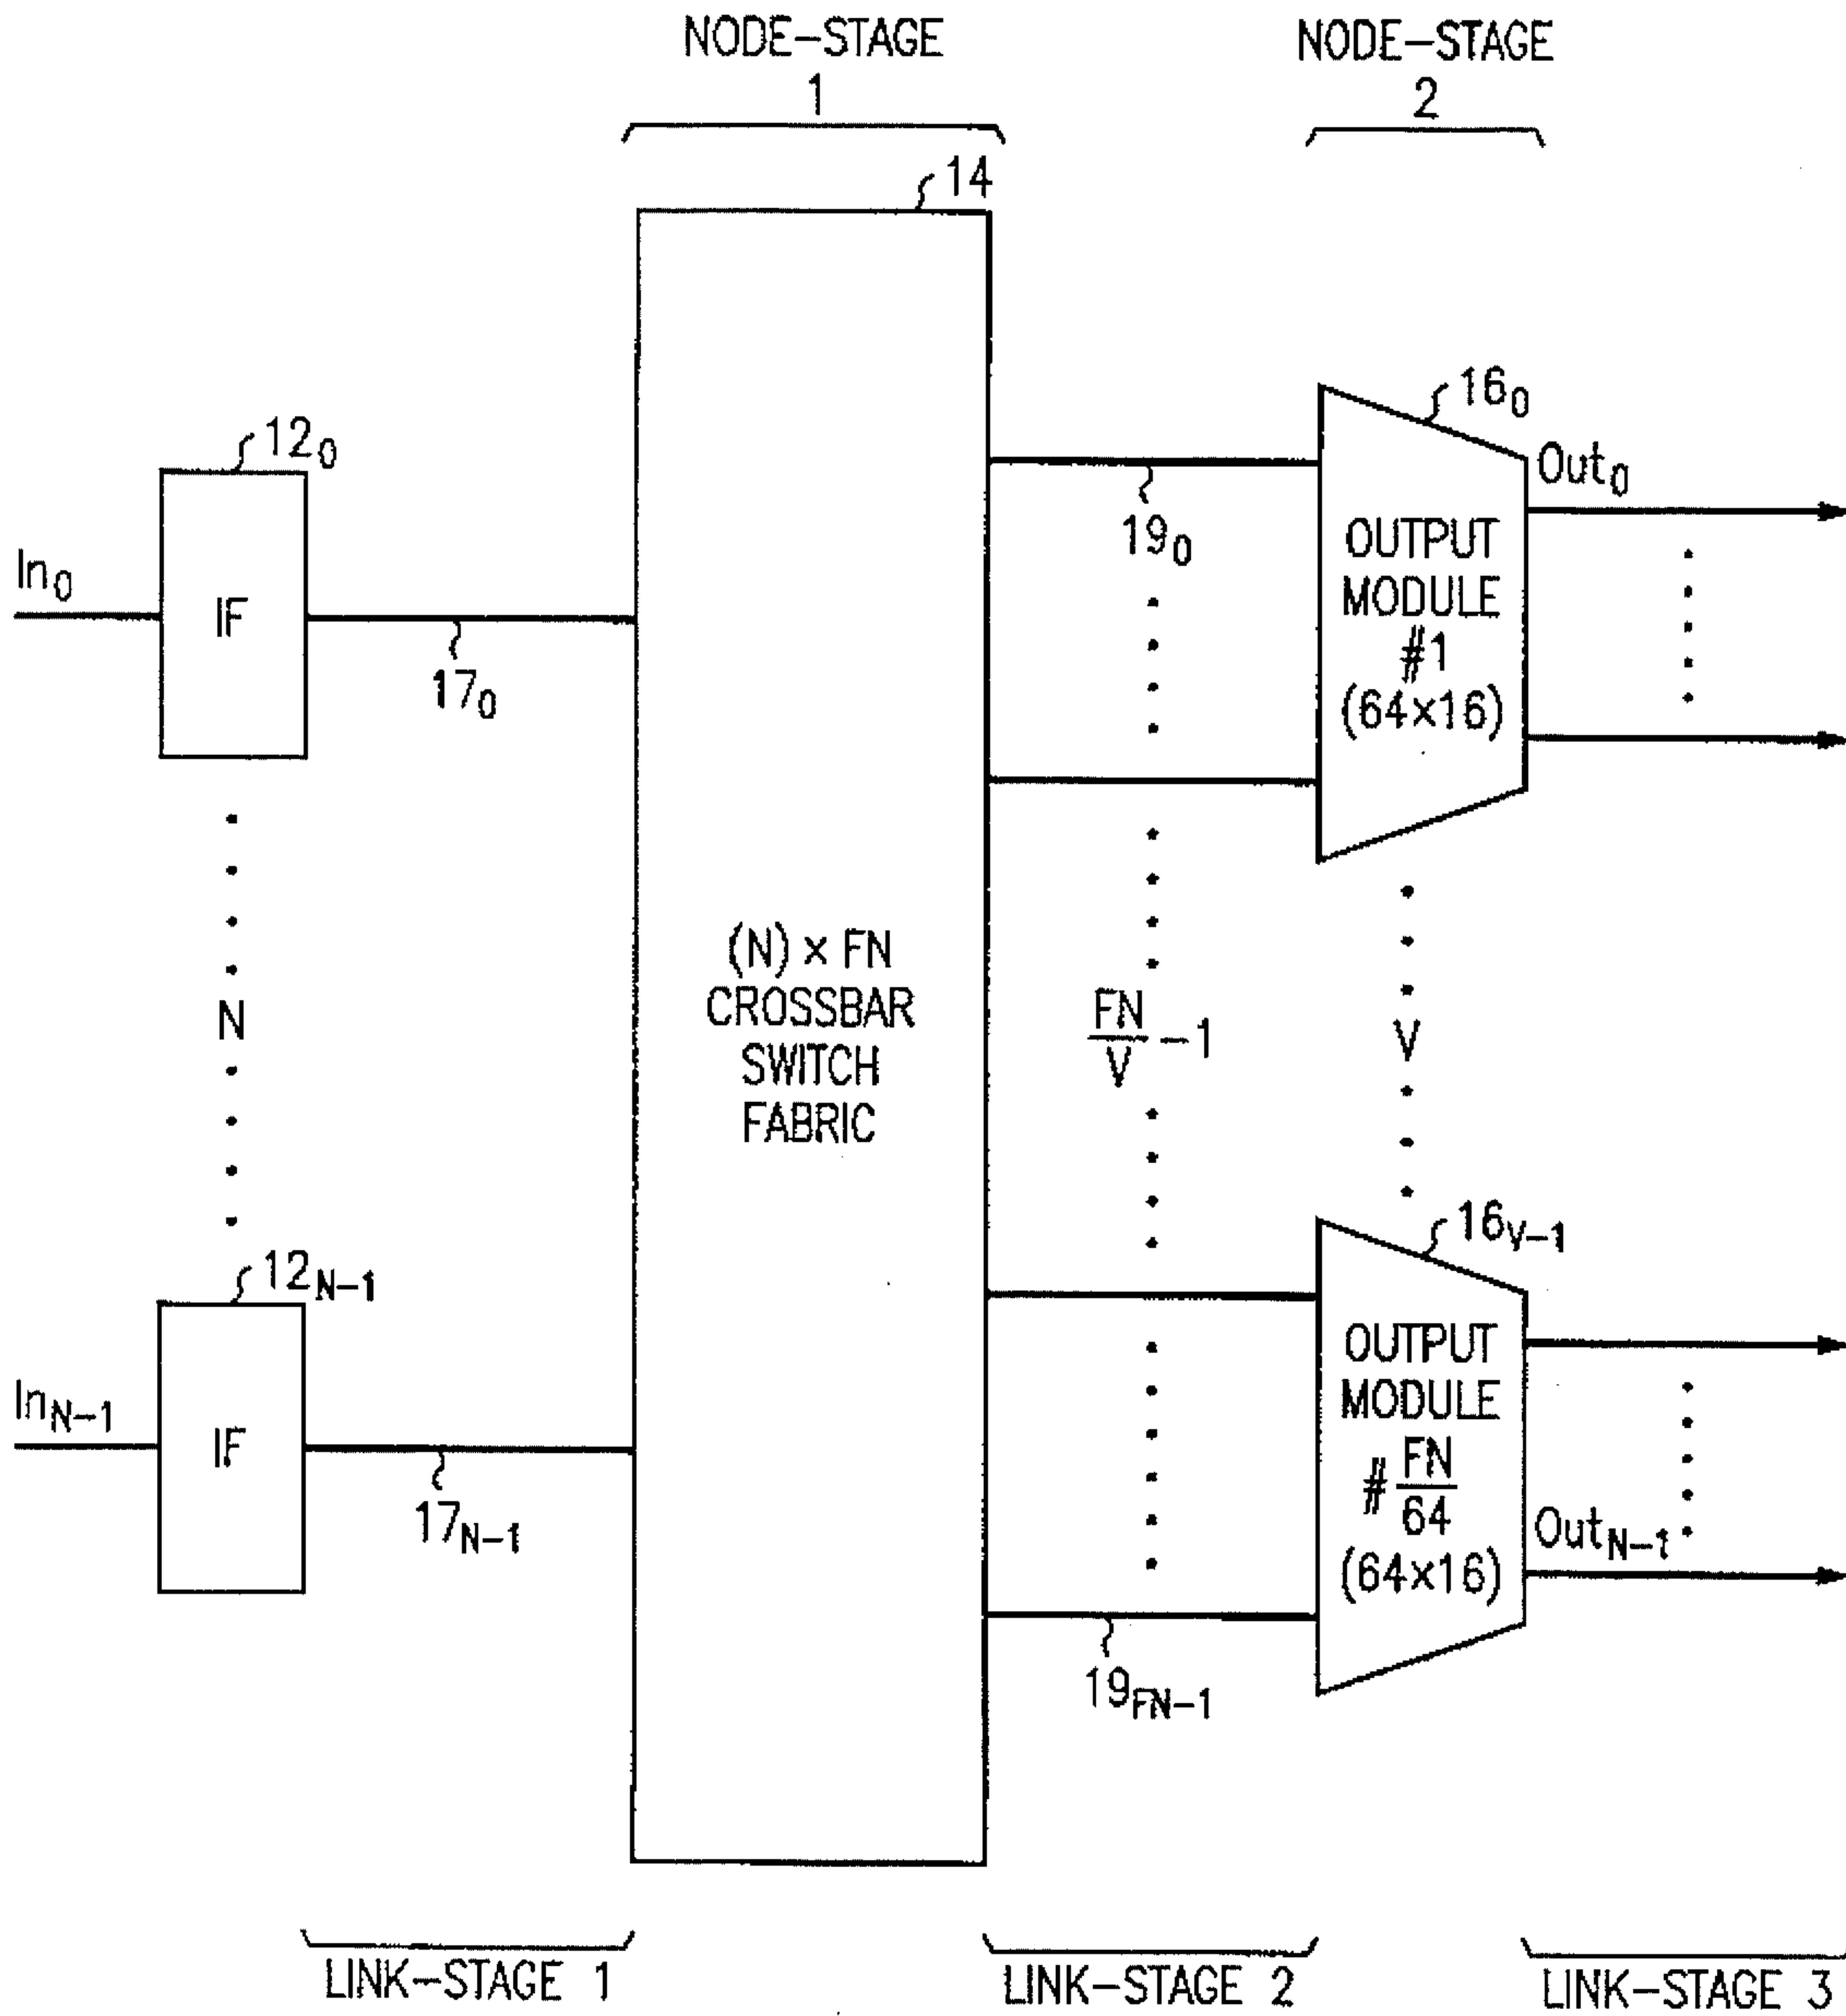 NODE-STAGE
1
NODE-STAGE
2
14
16₀
12₀
Out₀
19₀
OUTPUT
MODULE
#1
(64×16)
In₀
IF
17₀
(N) × FN
CROSSBAR
SWITCH
FABRIC
N
FN/V -1
V
16V-1
12N-1
OUTPUT
MODULE
# FN/64
(64×16)
InN-1
IF
17N-1
OutN-1
19FN-1
LINK-STAGE 1
LINK-STAGE 2
LINK-STAGE 3